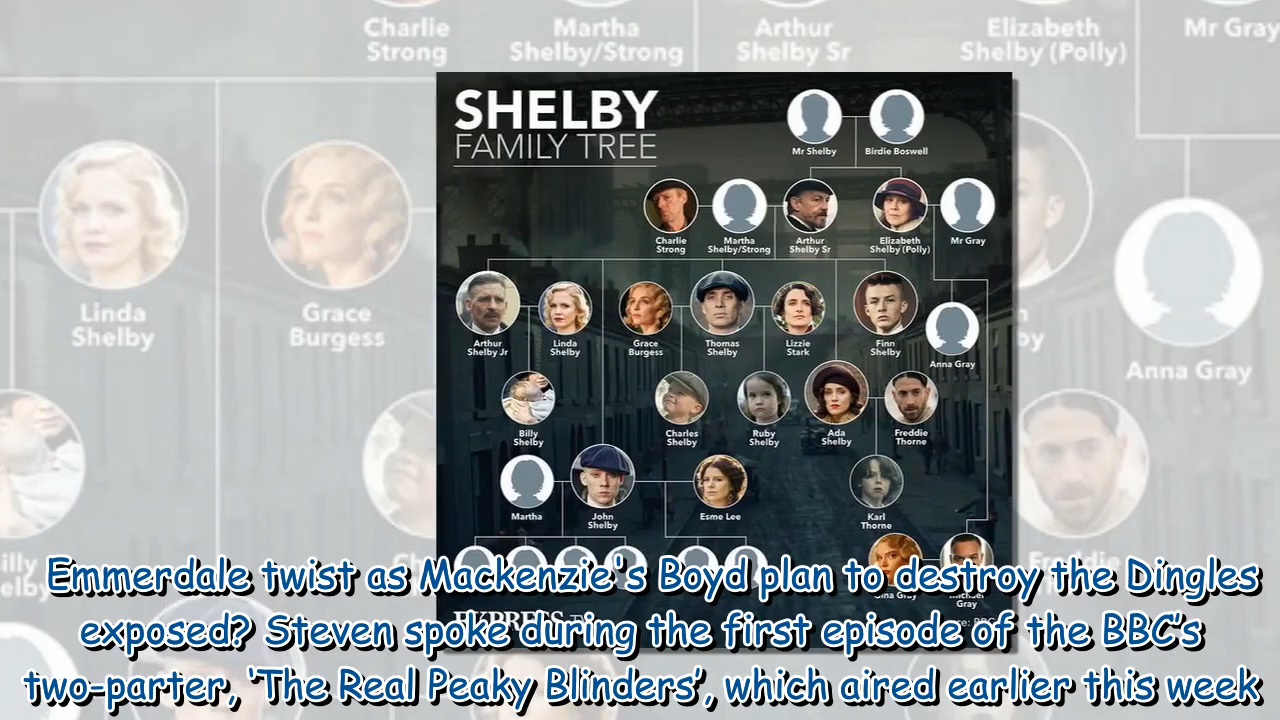 Charlie Strong
Martha Shelby/Strong
Arthur Shelby Sr
Elizabeth Shelby (Polly)
Mr Gray
Linda Shelby
Grace Burgess
Anna Gray
SHELBY
FAMILY TREE
Mr Shelby
Birdie Boswell
Charlie Strong
Martha Shelby/Strong
Arthur Shelby Sr
Elizabeth Shelby (Polly)
Mr Gray
Arthur Shelby Jr
Linda Shelby
Grace Burgess
Thomas Shelby
Lizzie Stark
Finn Shelby
Anna Gray
Billy Shelby
Charles Shelby
Ruby Shelby
Ada Shelby
Freddie Thorne
Martha
John Shelby
Esme Lee
Karl Thorne
Gina Gray
Michael Gray
EXPRESS
Emmerdale twist as Mackenzie's Boyd plan to destroy the Dingles
exposed? Steven spoke during the first episode of the BBC's
two-parter, 'The Real Peaky Blinders', which aired earlier this week